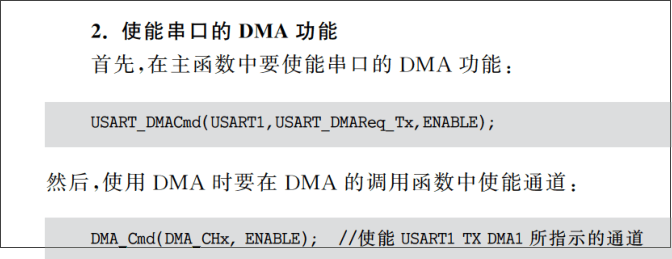 2. 使能串口的 DMA 功能
首先,在主函数中要使能串口的 DMA 功能:
USART_DMACmd(USART1,USART_DMAReq_Tx,ENABLE);
然后,使用 DMA 时要在 DMA 的调用函数中使能通道:
DMA_Cmd(DMA_CHx, ENABLE); //使能 USART1 TX DMA1 所指示的通道